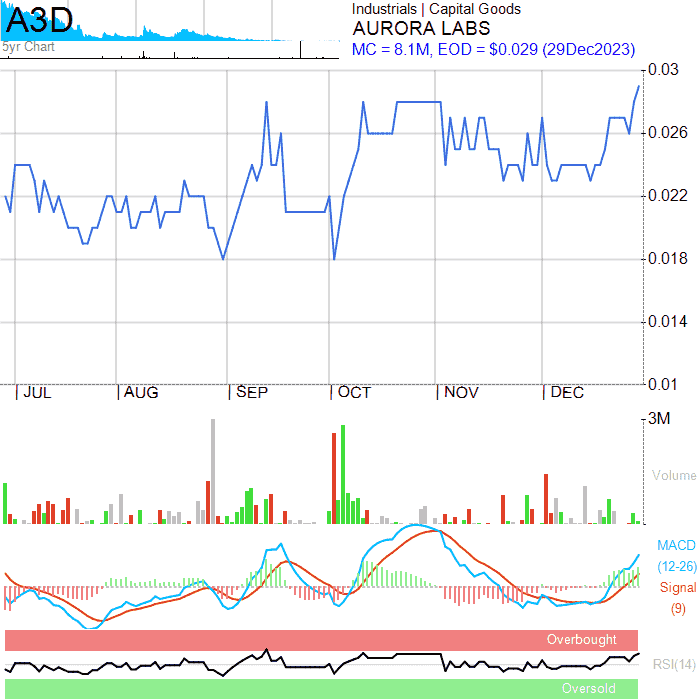 A3D
5yr Chart
Industrials | Capital Goods
AURORA LABS
MC = 8.1M, EOD = $0.029 (29Dec2023)
0.03
0.026
0.022
0.018
0.014
0.01
JUL AUG SEP OCT NOV DEC
3M
Volume
MACD
(12-26)
Signal
(9)
Overbought
RSI(14)
Oversold